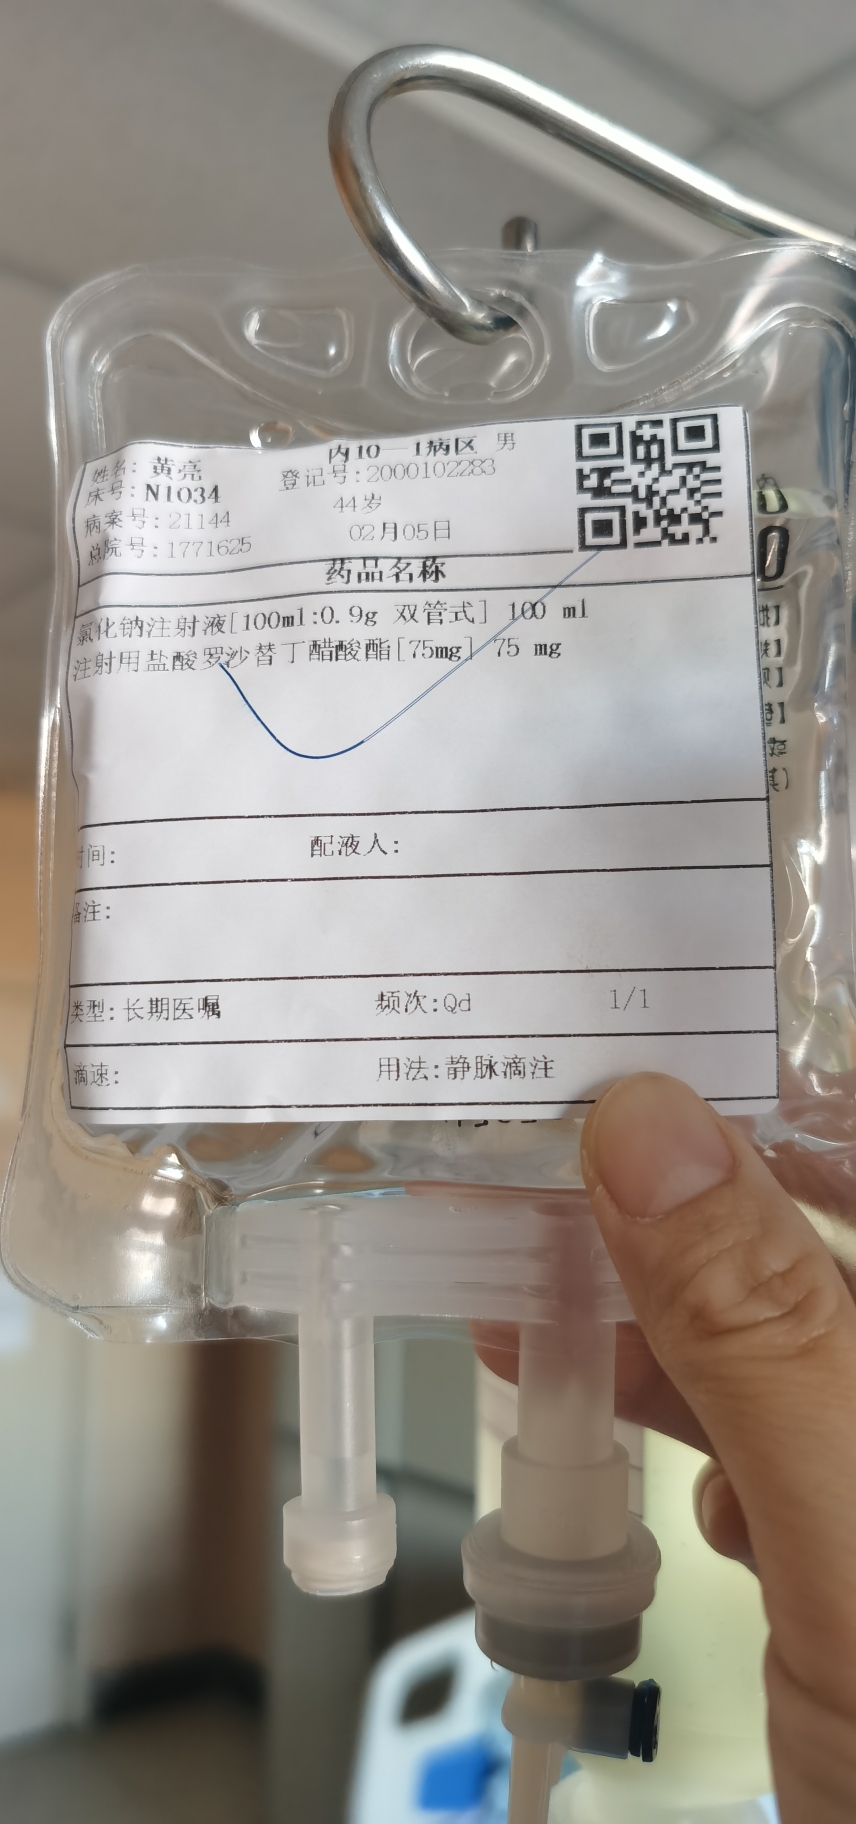 内10—1病区 男
姓名: 黄亮
登记号:2000102283
床号: N1034
44岁
病案号: 21144
02月05日
总院号: 1771625
药品名称
氯化钠注射液[100ml:0.9g 双管式] 100 ml
注射用盐酸罗沙替丁醋酸酯[75mg] 75 mg
时间:
配液人:
备注:
类型: 长期医嘱
频次:Qd
1/1
滴速:
用法:静脉滴注